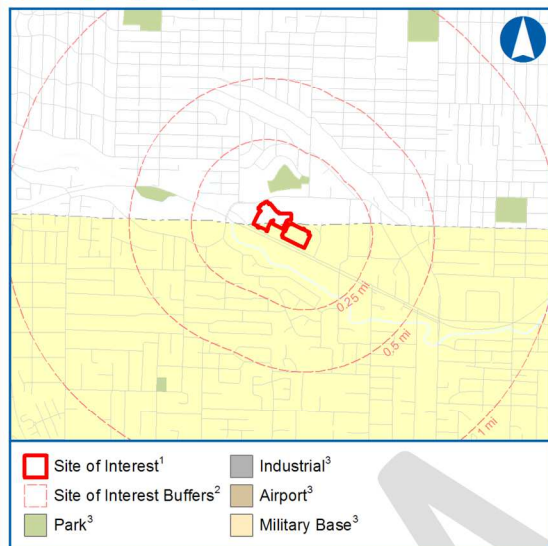 0.25 mi
0.5 mi
1 mi
Site of Interest¹
Industrial³
Site of Interest Buffers²
Airport³
Park³
Military Base³